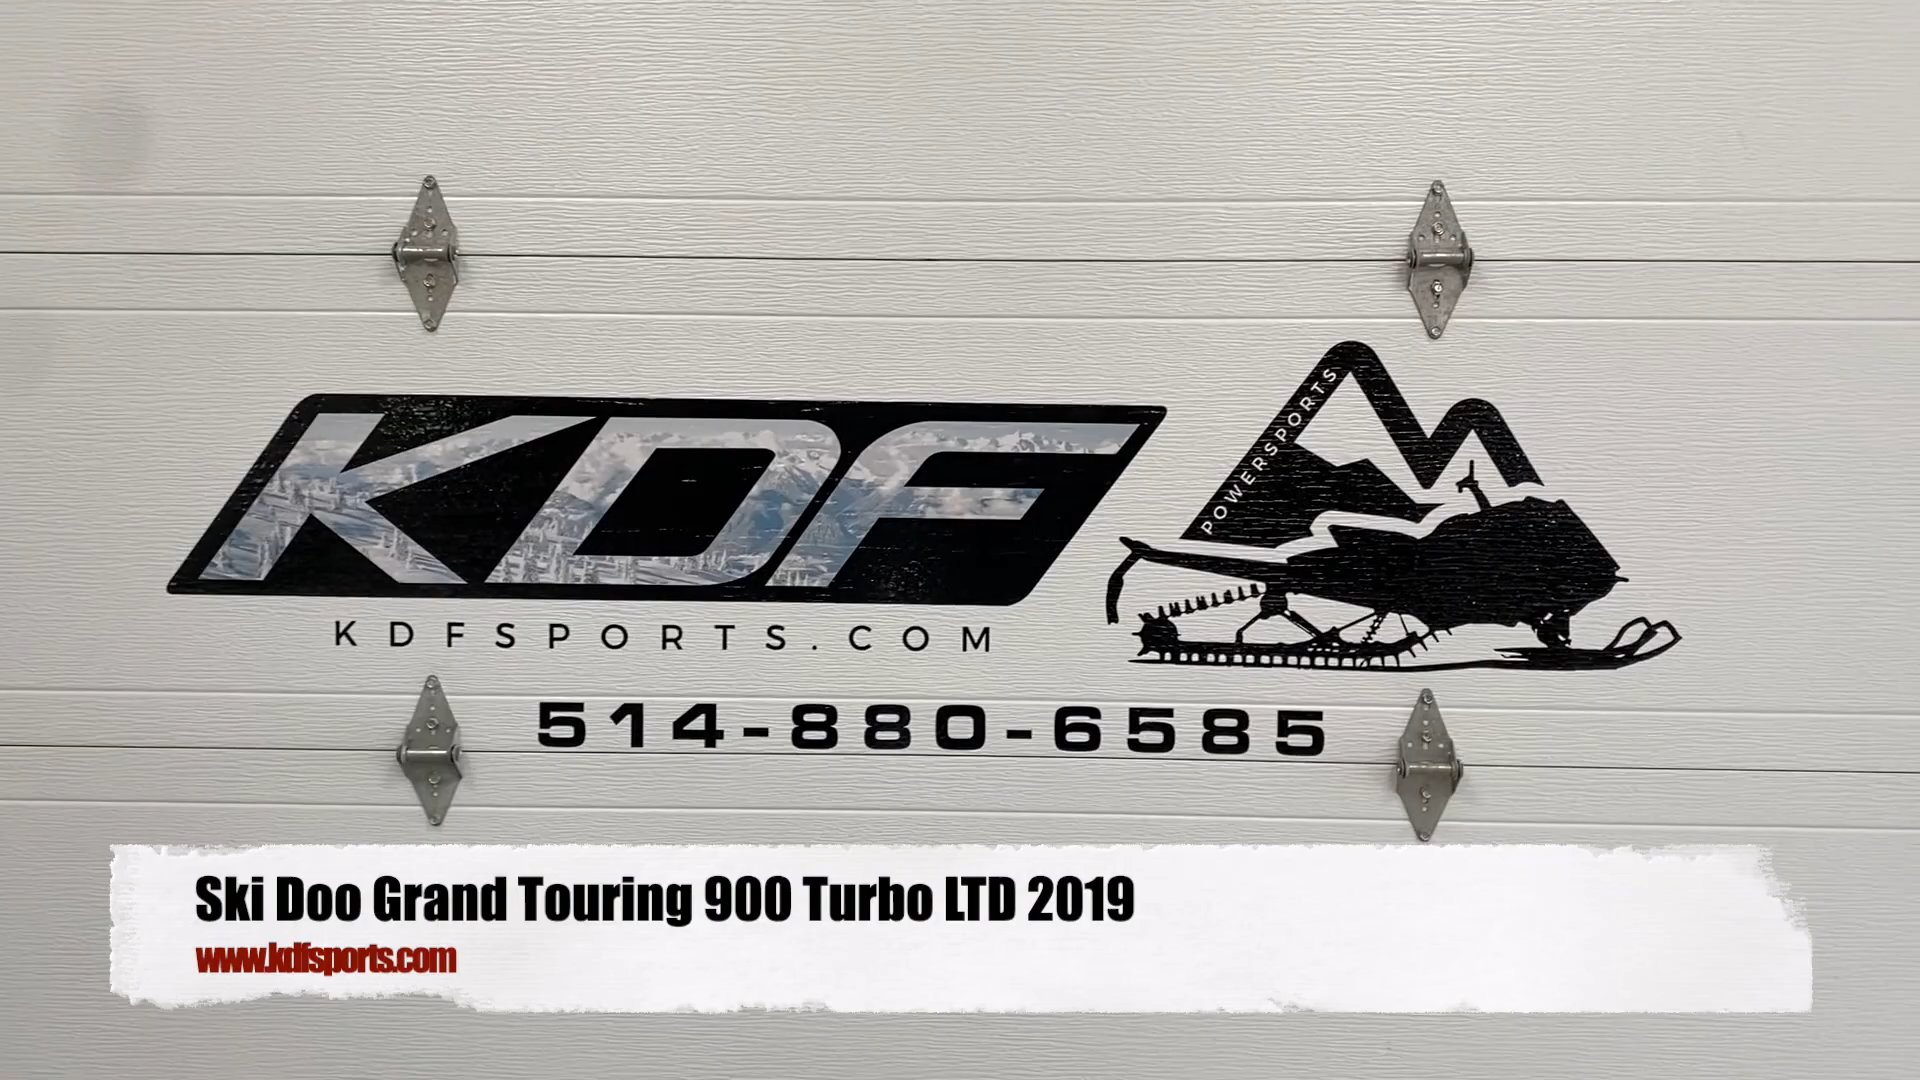 KDF
POWERSPORTS
KDFSPORTS.COM
514-880-6585
Ski Doo Grand Touring 900 Turbo LTD 2019
www.kdfsports.com